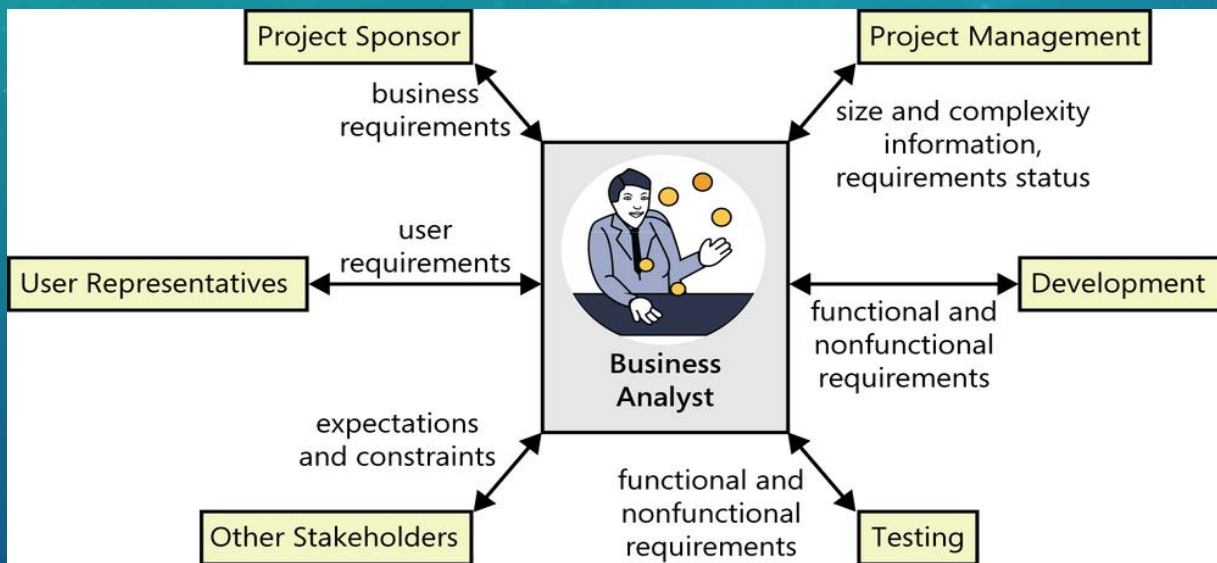 Project Sponsor
Project Management
business
requirements
size and complexity
information,
requirements status
user
requirements
User Representatives
Development
functional and
nonfunctional
requirements
Business
Analyst
expectations
and constraints
functional and
nonfunctional
requirements
Other Stakeholders
Testing